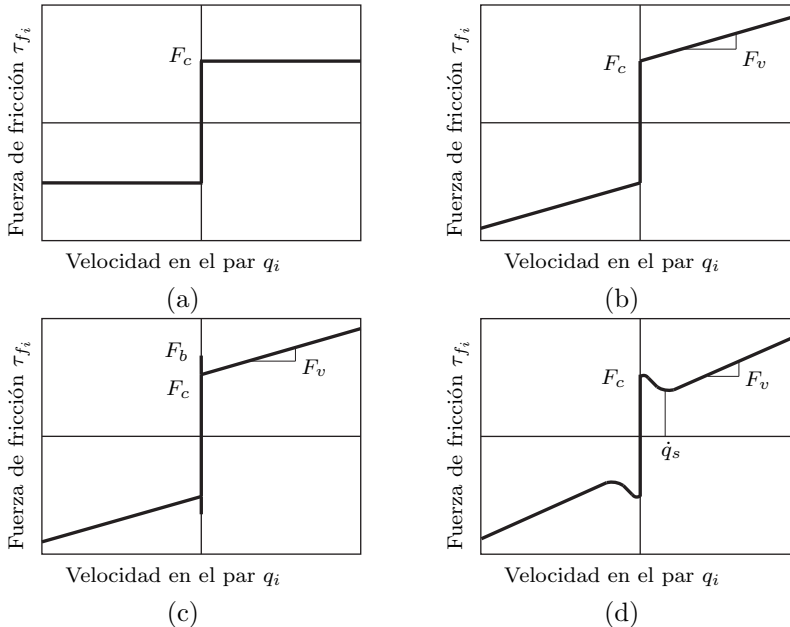 Fuerza de fricción τ_{f_i}
F_c
Velocidad en el par q_i
(a)
Fuerza de fricción τ_{f_i}
F_c
F_v
Velocidad en el par q_i
(b)
Fuerza de fricción τ_{f_i}
F_b
F_c
F_v
Velocidad en el par q_i
(c)
Fuerza de fricción τ_{f_i}
F_c
F_v
q̇_s
Velocidad en el par q_i
(d)